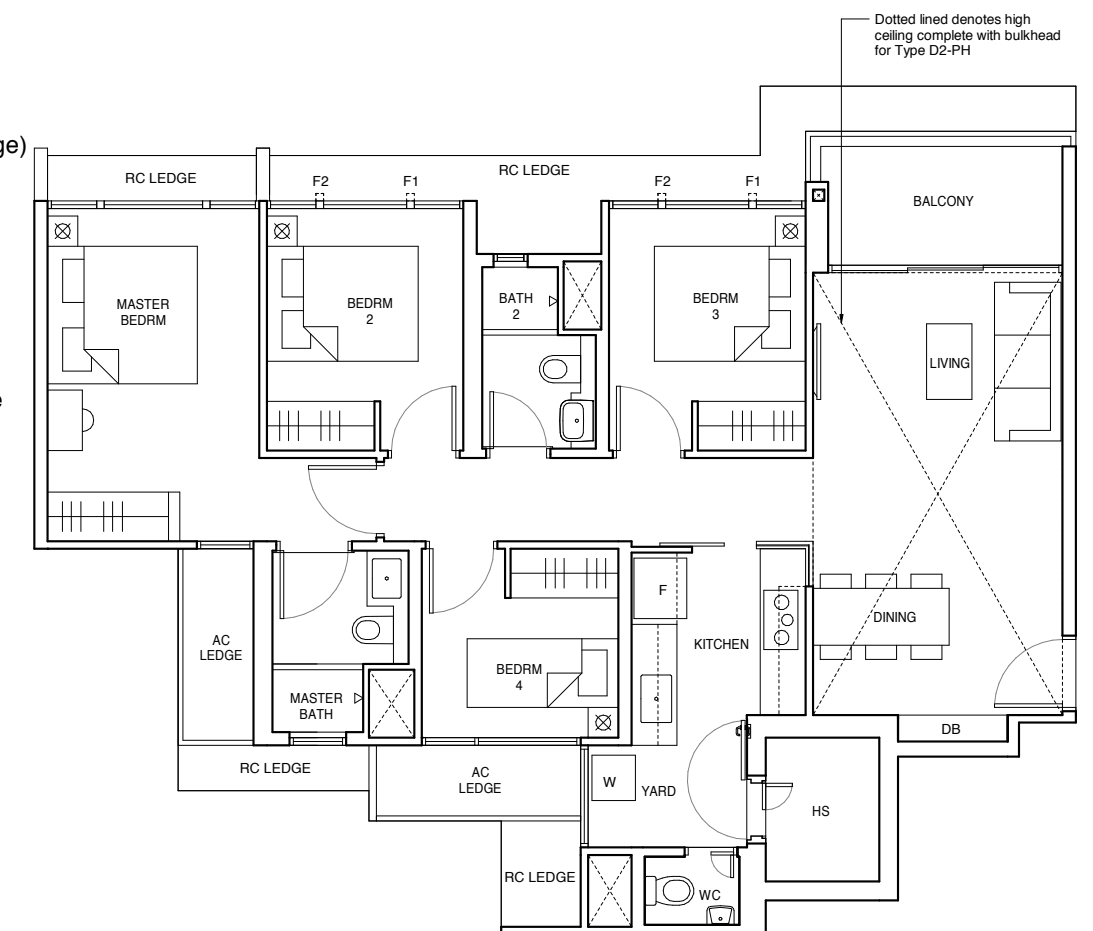 Dotted lined denotes high
ceiling complete with bulkhead
for Type D2-PH
ge)
RC LEDGE
F2
F1
RC LEDGE
F2
F1
BALCONY
MASTER
BEDRM
BEDRM
2
BATH
2
BEDRM
3
LIVING
e
F
KITCHEN
DINING
AC
LEDGE
BEDRM
4
MASTER
BATH
DB
RC LEDGE
AC
LEDGE
W
YARD
HS
RC LEDGE
WC